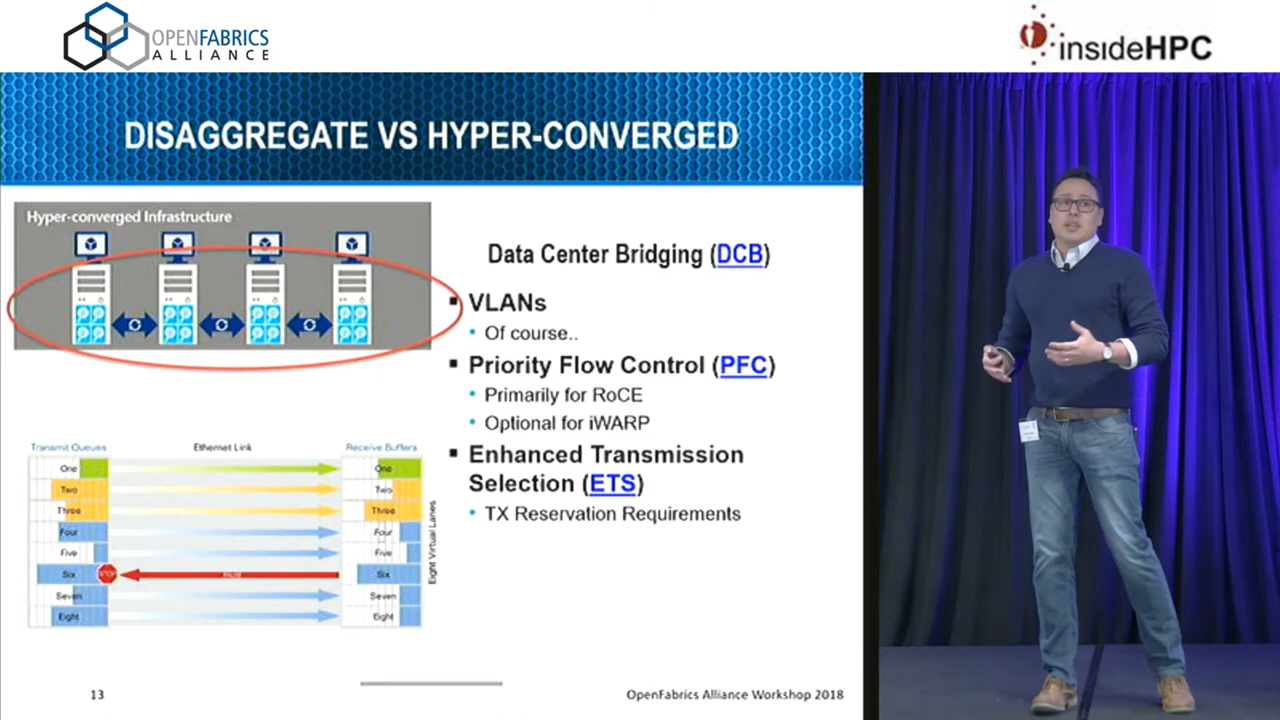 OPENFABRICS
ALLIANCE
insideHPC
DISAGGREGATE VS HYPER-CONVERGED
Hyper-converged Infrastructure
Data Center Bridging (DCB)
▪ VLANs
• Of course..
▪ Priority Flow Control (PFC)
• Primarily for RoCE
• Optional for iWARP
▪ Enhanced Transmission
Selection (ETS)
• TX Reservation Requirements
Transmit Queues
Ethernet Link
Receive Buffers
One
One
Two
Two
Three
Three
Four
Four
Five
Five
Six
STOP
PAUSE
Six
Seven
Seven
Eight
Eight
Eight Virtual Lanes
13
OpenFabrics Alliance Workshop 2018